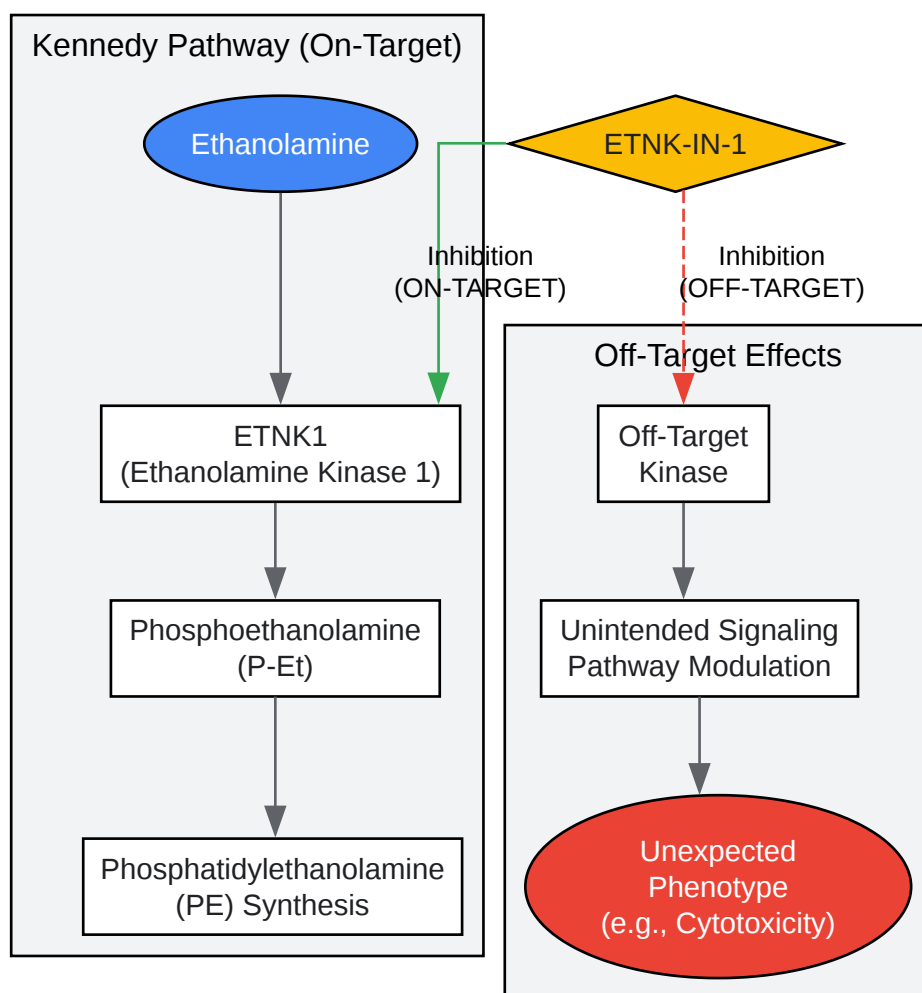 Kennedy Pathway (On-Target)
Ethanolamine
ETNK-IN-1
Inhibition
(ON-TARGET)
Inhibition
(OFF-TARGET)
Off-Target Effects
ETNK1
(Ethanolamine Kinase 1)
Off-Target
Kinase
Phosphoethanolamine
(P-Et)
Unintended Signaling
Pathway Modulation
Phosphatidylethanolamine
(PE) Synthesis
Unexpected
Phenotype
(e.g., Cytotoxicity)